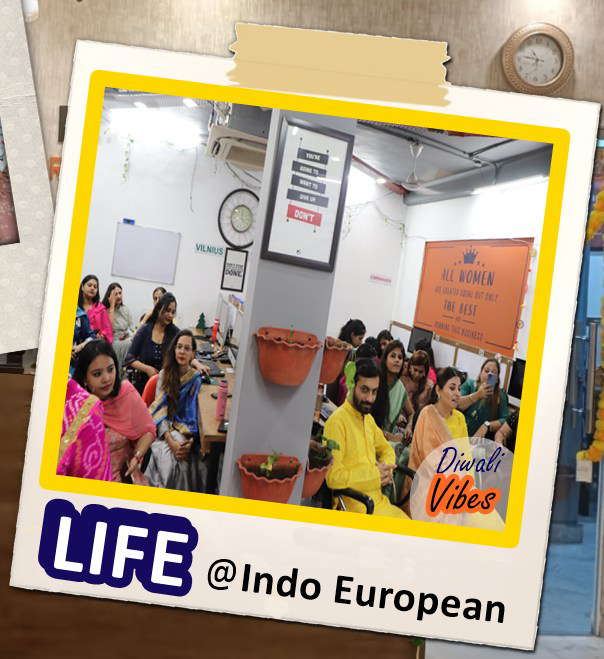 YOU'RE
GOING TO
WANT TO
GIVE UP
DON'T
VILNIUS
DONE.
ALL WOMEN
ARE CREATED EQUAL BUT ONLY
THE BEST
ARE
RUNNING THIS BUSINESS
Diwali
Vibes
LIFE @Indo European